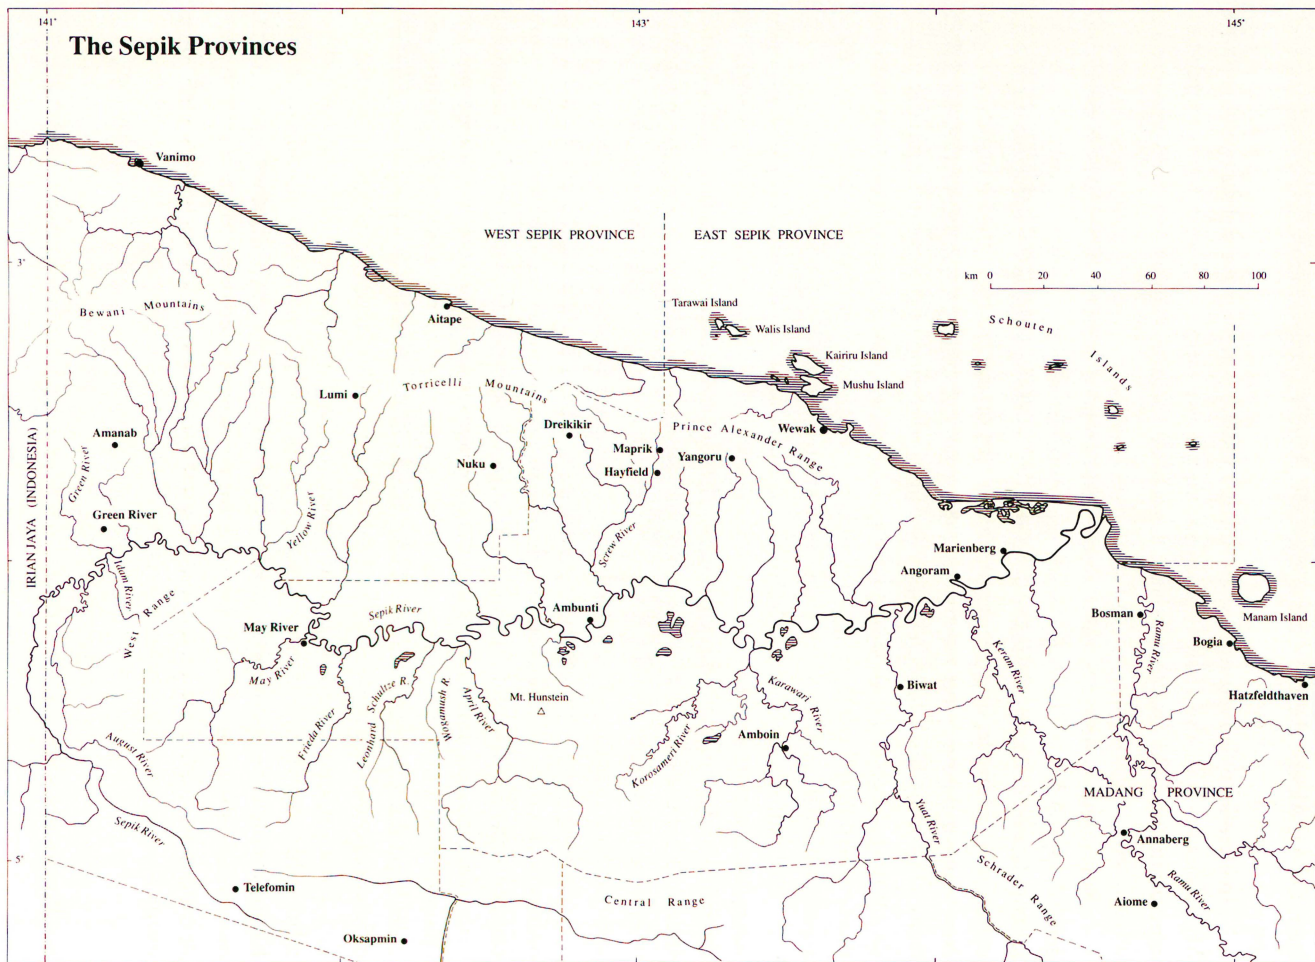 141°
143°
145°
The Sepik Provinces
Vanimo
WEST SEPIK PROVINCE
EAST SEPIK PROVINCE
3°
km 0 20 40 60 80 100
Bewani Mountains
Tarawai Island
Aitape
Walis Island
Schouten
Islands
Kairiru Island
Mushu Island
Lumi
Torricelli Mountains
Dreikikir
Prince Alexander Range
Wewak
Amanab
Maprik
Yangoru
Nuku
Hayfield
Green River
IRIAN JAYA (INDONESIA)
Green River
Yellow River
Screw River
Marienberg
Angoram
Idam River
West Range
Sepik River
Ambunti
Manam Island
May River
Bosman
Ramu River
Bogia
Keram River
May River
Frieda River
Leonhard Schultze R.
Wogamush R.
April River
Mt. Hunstein
Karawari River
Biwat
Hatzfeldthaven
Korosameri River
Amboin
August River
MADANG PROVINCE
Sepik River
Yuat River
Annaberg
5°
Telefomin
Schrader Range
Ramu River
Central Range
Aiome
Oksapmin